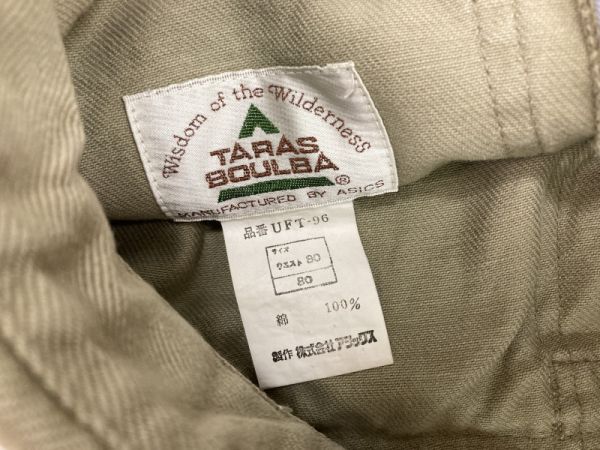 Wisdom of the Wilderness
TARAS
BOULBA®
MANUFACTURED BY ASICS
品番 UFT-96
サイズ
ウエスト 80
80
綿 100%
製作 株式会社アシックス